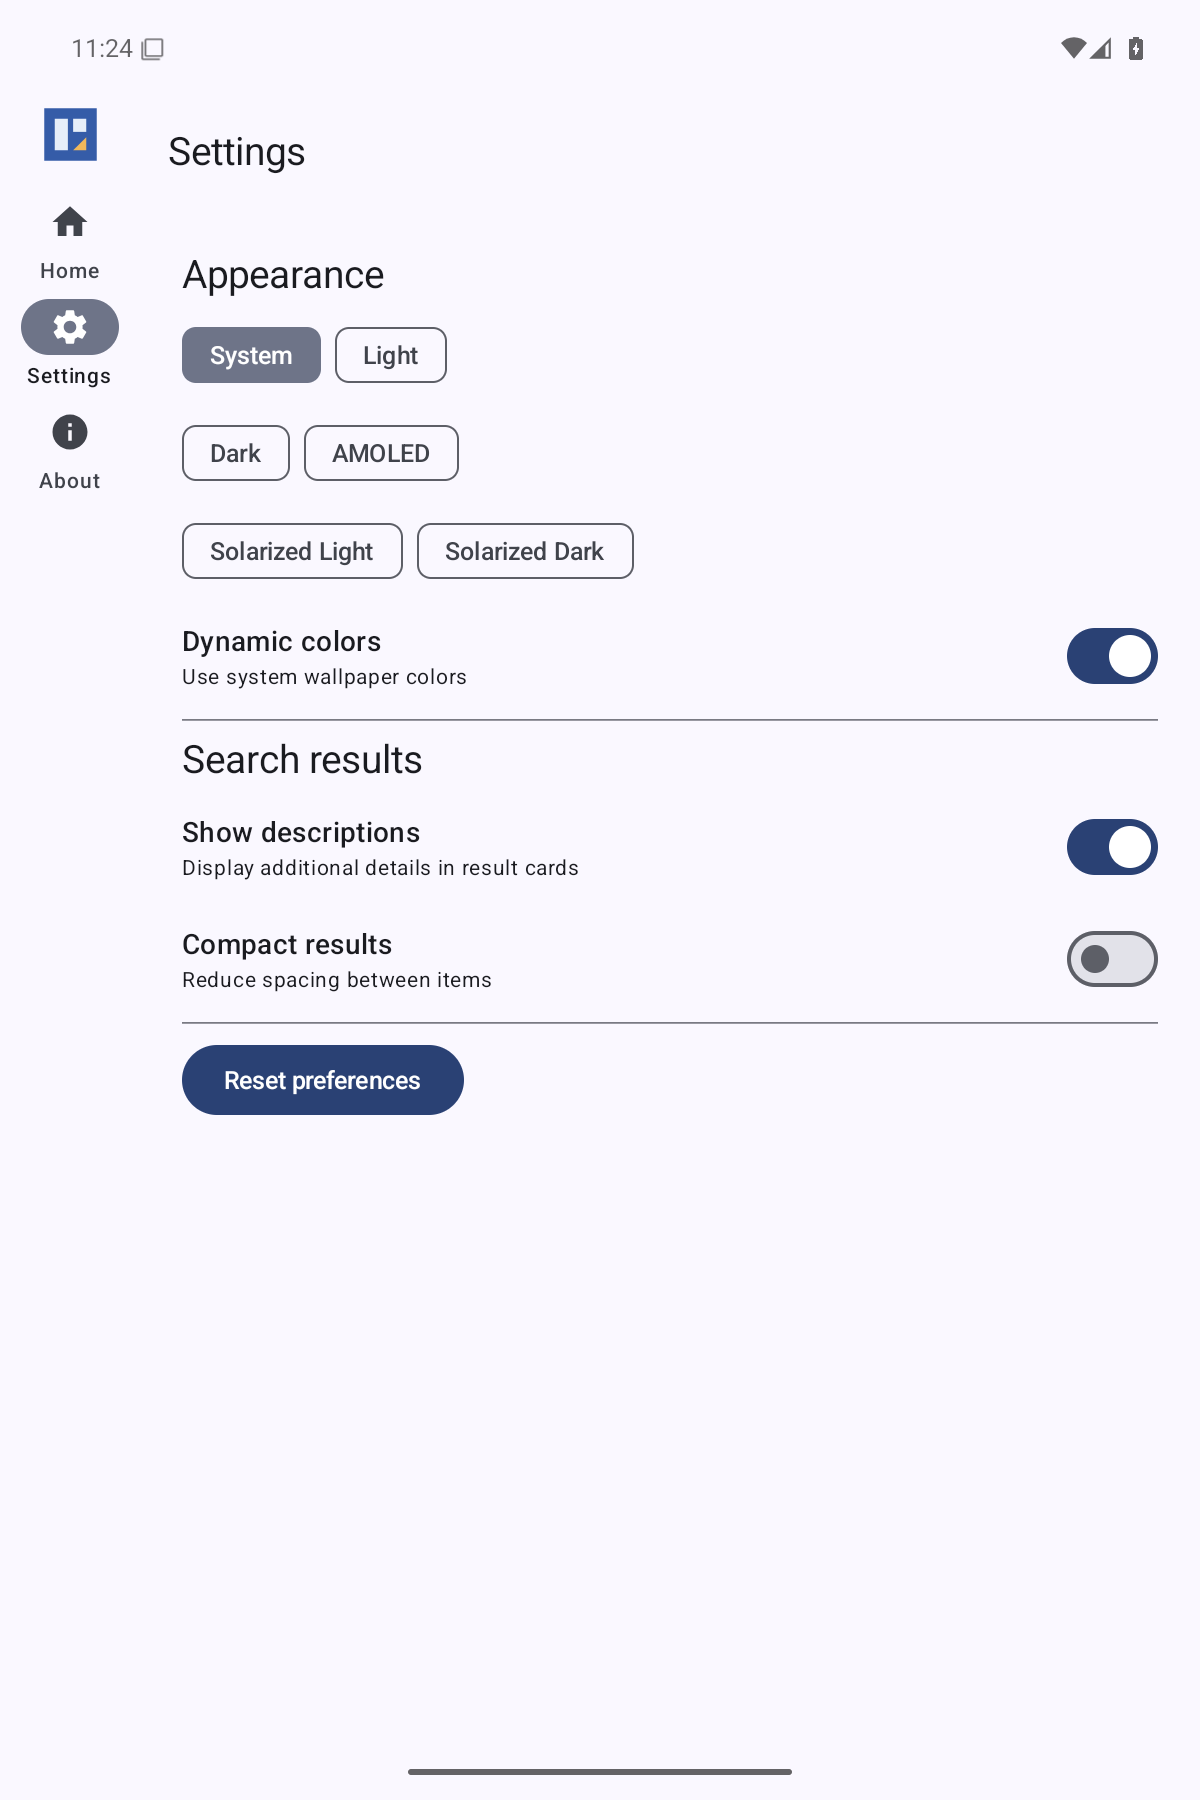 11:24
Settings
Home
Settings
About
Appearance
System
Light
Dark
AMOLED
Solarized Light
Solarized Dark
Dynamic colors
Use system wallpaper colors
Search results
Show descriptions
Display additional details in result cards
Compact results
Reduce spacing between items
Reset preferences